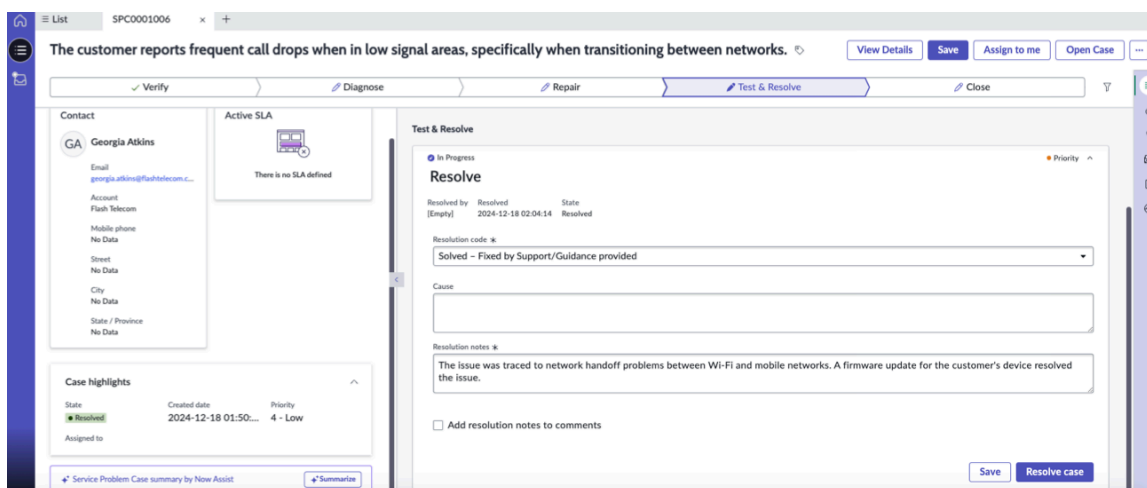 List
SPC0001006
The customer reports frequent call drops when in low signal areas, specifically when transitioning between networks.
View Details
Save
Assign to me
Open Case
Verify
Diagnose
Repair
Test & Resolve
Close
Contact
GA
Georgia Atkins
Email
georgia.atkins@flashtelecom.c...
Account
Flash Telecom
Mobile phone
No Data
Street
No Data
City
No Data
State / Province
No Data
Active SLA
There is no SLA defined
Case highlights
State
Created date
Priority
Resolved
2024-12-18 01:50:...
4 - Low
Assigned to
Service Problem Case summary by Now Assist
Summarize
Test & Resolve
In Progress
Priority
Resolve
Resolved by
Resolved
State
[Empty]
2024-12-18 02:04:14
Resolved
Resolution code *
Solved – Fixed by Support/Guidance provided
Cause
Resolution notes *
The issue was traced to network handoff problems between Wi-Fi and mobile networks. A firmware update for the customer's device resolved
the issue.
Add resolution notes to comments
Save
Resolve case